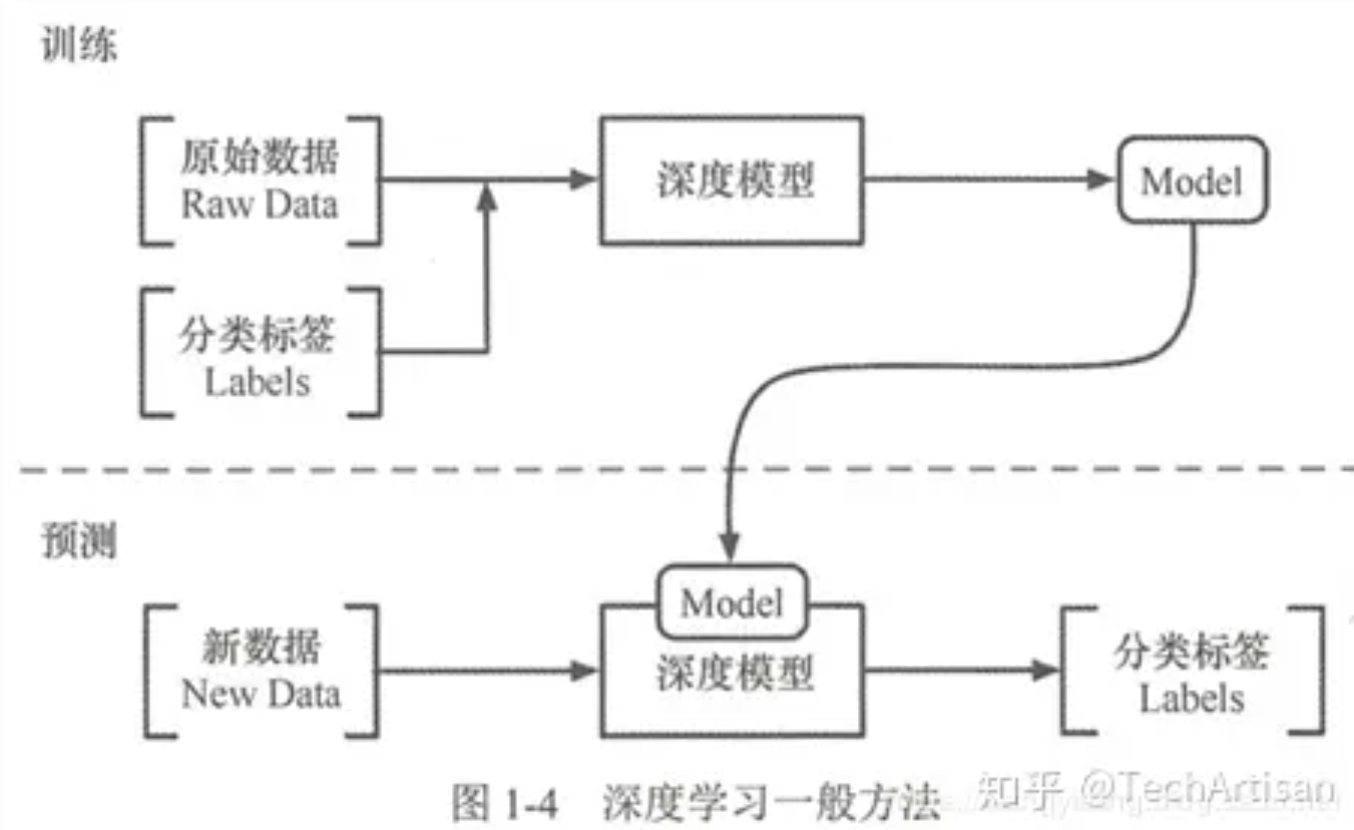 训练
原始数据
Raw Data
深度模型
Model
分类标签
Labels
预测
Model
新数据
New Data
深度模型
分类标签
Labels
图 1-4 深度学习一般方法
知乎 @TechArtisan